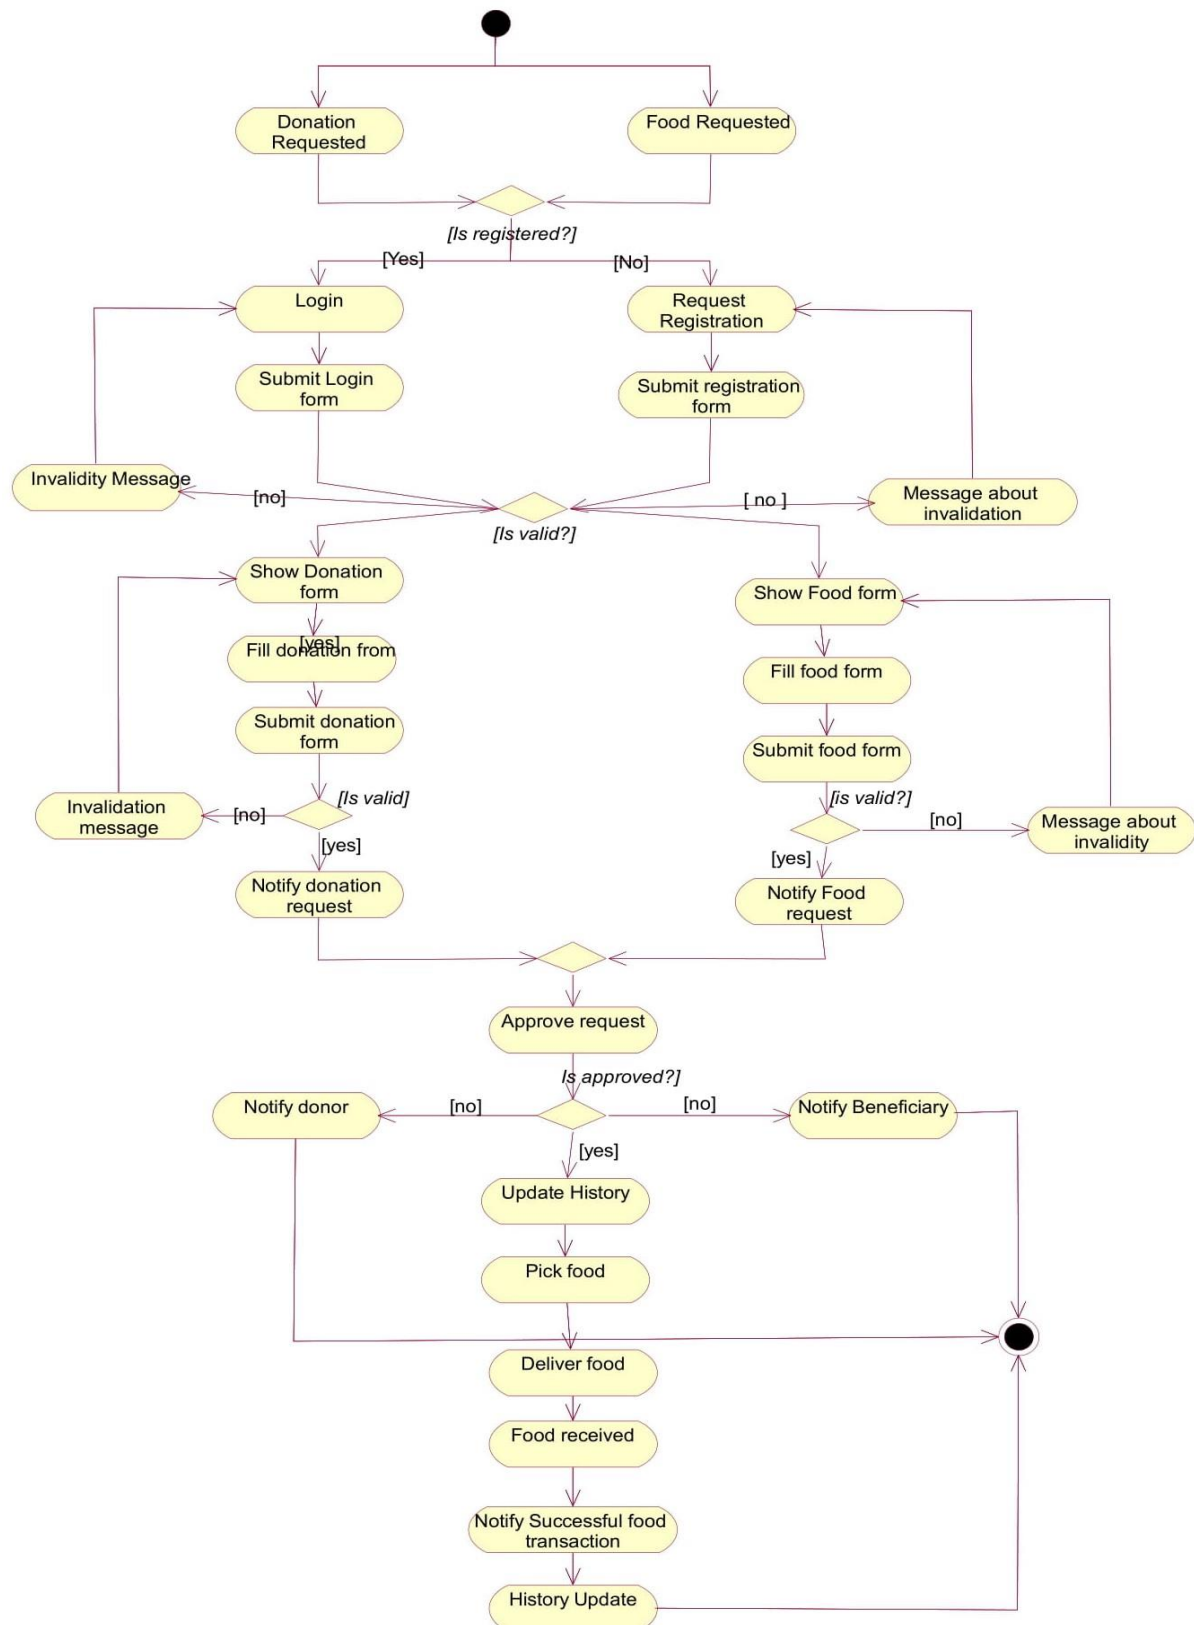 Donation
Requested
Food Requested
[Is registered?]
[Yes]
[No]
Login
Request
Registration
Submit Login
form
Submit registration
form
Invalidity Message
[no]
[ no ]
Message about
invalidation
[Is valid?]
Show Donation
form
Show Food form
[yes]
Fill donation from
Fill food form
Submit donation
form
Submit food form
[Is valid]
[is valid?]
Invalidation
message
[no]
[no]
Message about
invalidity
[yes]
[yes]
Notify donation
request
Notify Food
request
Approve request
Is approved?]
Notify donor
[no]
[no]
Notify Beneficiary
[yes]
Update History
Pick food
Deliver food
Food received
Notify Successful food
transaction
History Update